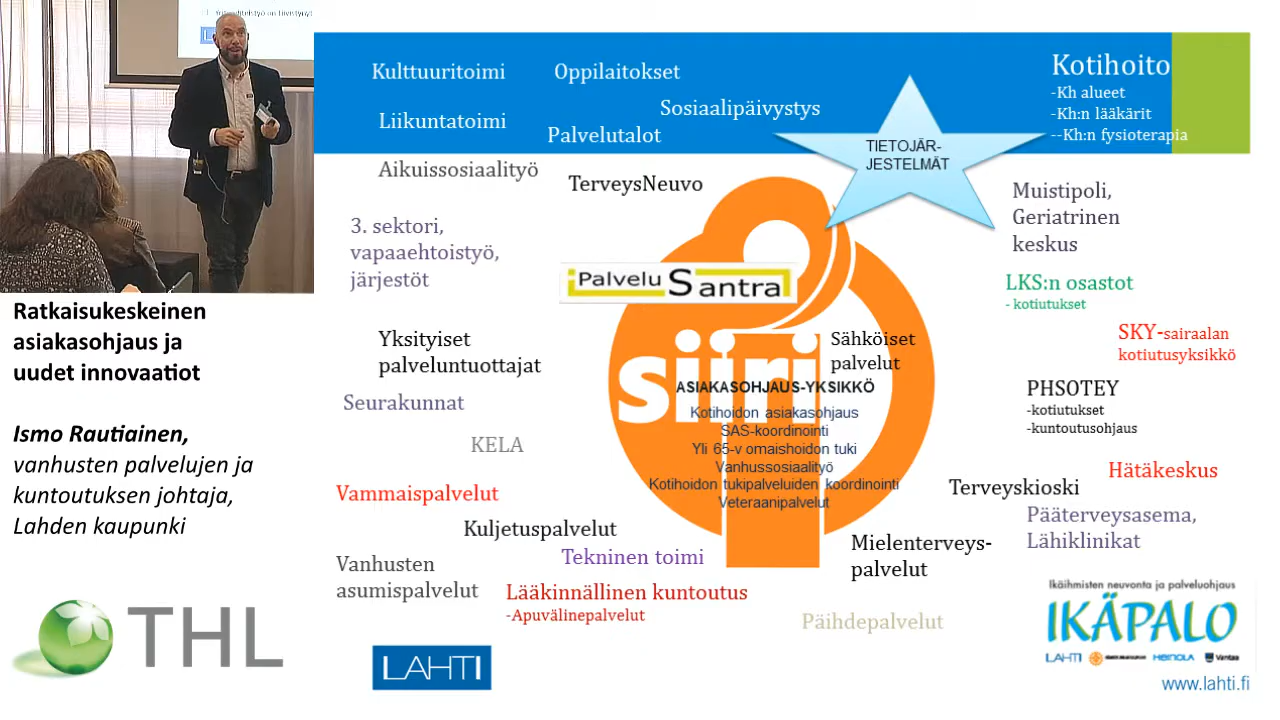 Ratkaisukeskeinen
asiakasohjaus ja
uudet innovaatiot
Ismo Rautiainen,
vanhusten palvelujen ja
kuntoutuksen johtaja,
Lahden kaupunki
THL
Kulttuuritoimi
Oppilaitokset
Sosiaalipäivystys
Liikuntatoimi
Palvelutalot
Kotihoito
-Kh alueet
-Kh:n lääkärit
--Kh:n fysioterapia
TIETOJÄR-
JESTELMÄT
Aikuissosiaalityö
TerveysNeuvo
3. sektori,
vapaaehtoistyö,
järjestöt
Palvelu Santra
Muistipoli,
Geriatrinen
keskus
LKS:n osastot
- kotiutukset
SKY-sairaalan
kotiutusyksikkö
Yksityiset
palveluntuottajat
siiri
Sähköiset
palvelut
ASIAKASOHJAUS-YKSIKKÖ
Kotihoidon asiakasohjaus
SAS-koordinointi
Yli 65-v omaishoidon tuki
Vanhussosiaalityö
Kotihoidon tukipalveluiden koordinointi
Veteraanipalvelut
PHSOTEY
-kotiutukset
-kuntoutusohjaus
Seurakunnat
KELA
Hätäkeskus
Vammaispalvelut
Terveyskioski
Pääterveysasema,
Lähiklinikat
Kuljetuspalvelut
Tekninen toimi
Mielenterveys-
palvelut
Vanhusten
asumispalvelut
Lääkinnällinen kuntoutus
-Apuvälinepalvelut
Päihdepalvelut
LAHTI
Ikäihmisten neuvonta ja palveluohjaus
IKÄPALO
LAHTI
HEINOLA
Vantaa
www.lahti.fi